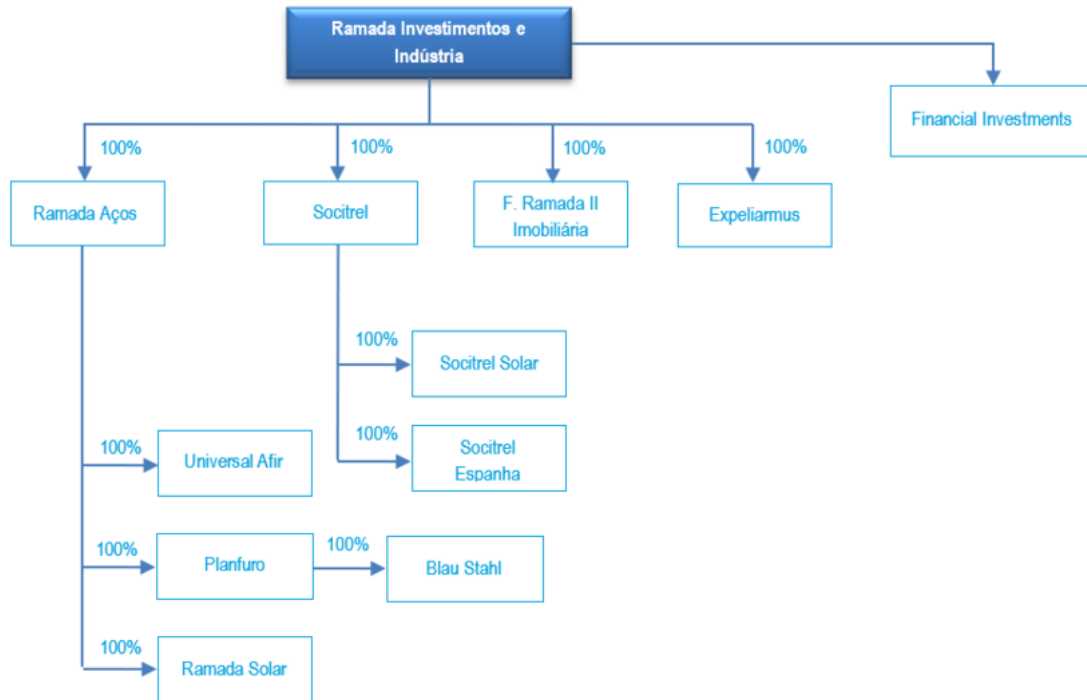 Ramada Investimentos e
Indústria
Financial Investments
100%
100%
100%
100%
Ramada Aços
Socitrel
F. Ramada II
Imobiliária
Expeliarmus
100%
Socitrel Solar
100%
Socitrel
Espanha
100%
Universal Afir
100%
Planfuro
100%
Blau Stahl
100%
Ramada Solar